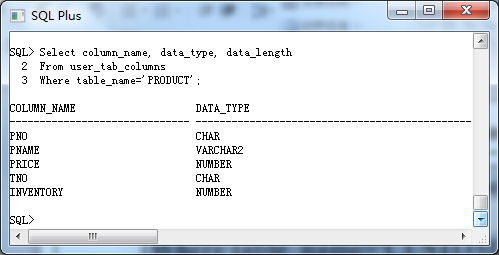 SQL Plus
SQL> Select column_name, data_type, data_length
2 From user_tab_columns
3 Where table_name='PRODUCT';
COLUMN_NAME DATA_TYPE
------------------------------ ----------------------------------------------
PNO CHAR
PNAME VARCHAR2
PRICE NUMBER
TNO CHAR
INVENTORY NUMBER
SQL>